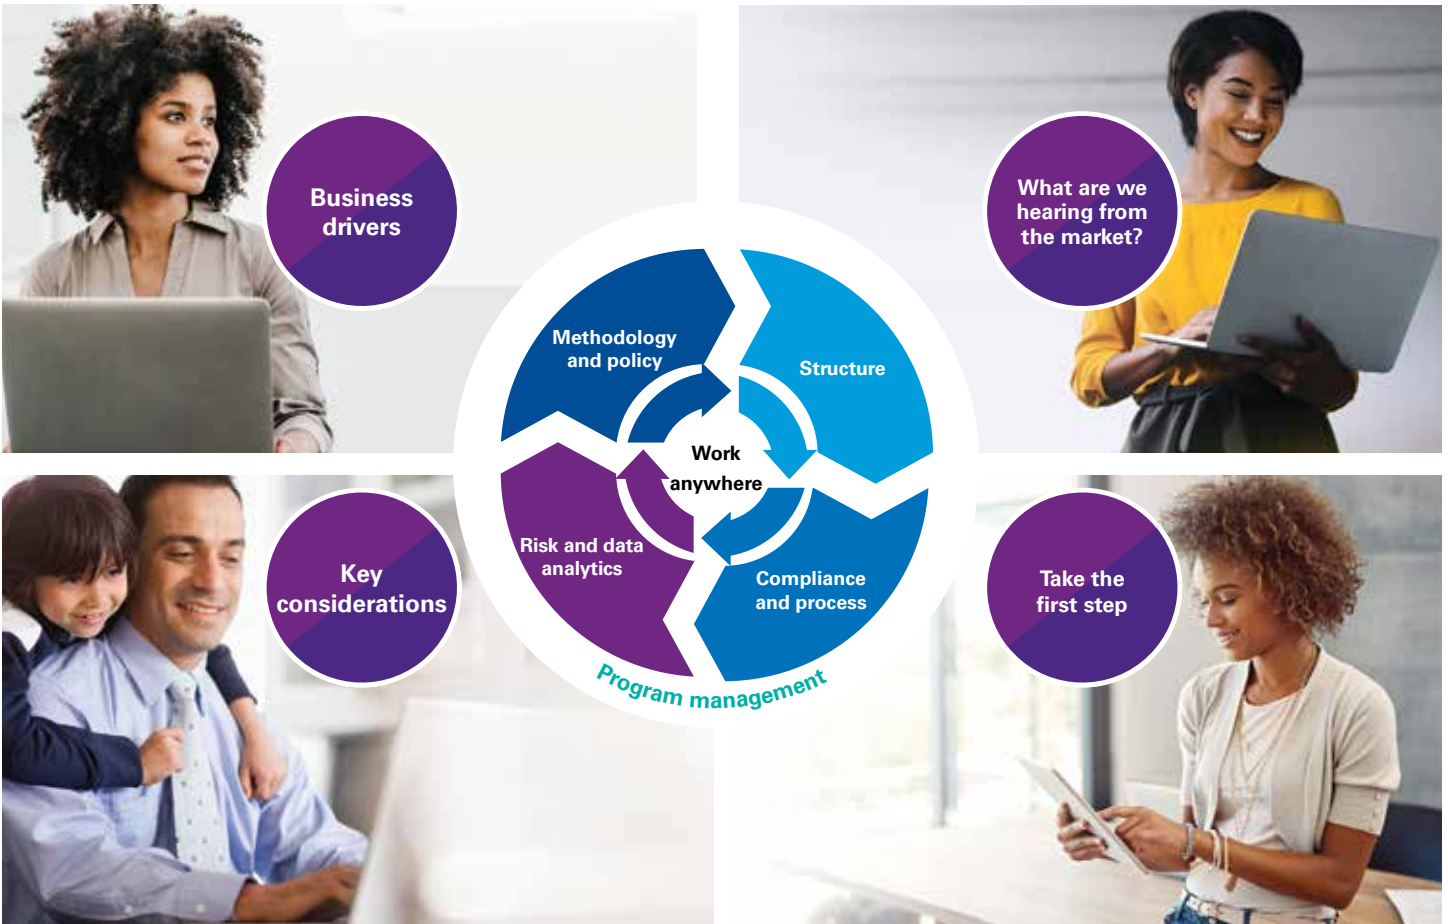 Business
drivers
What are we
hearing from
the market?
Methodology
and policy
Structure
Work
anywhere
Risk and data
analytics
Compliance
and process
Program management
Key
considerations
Take the
first step